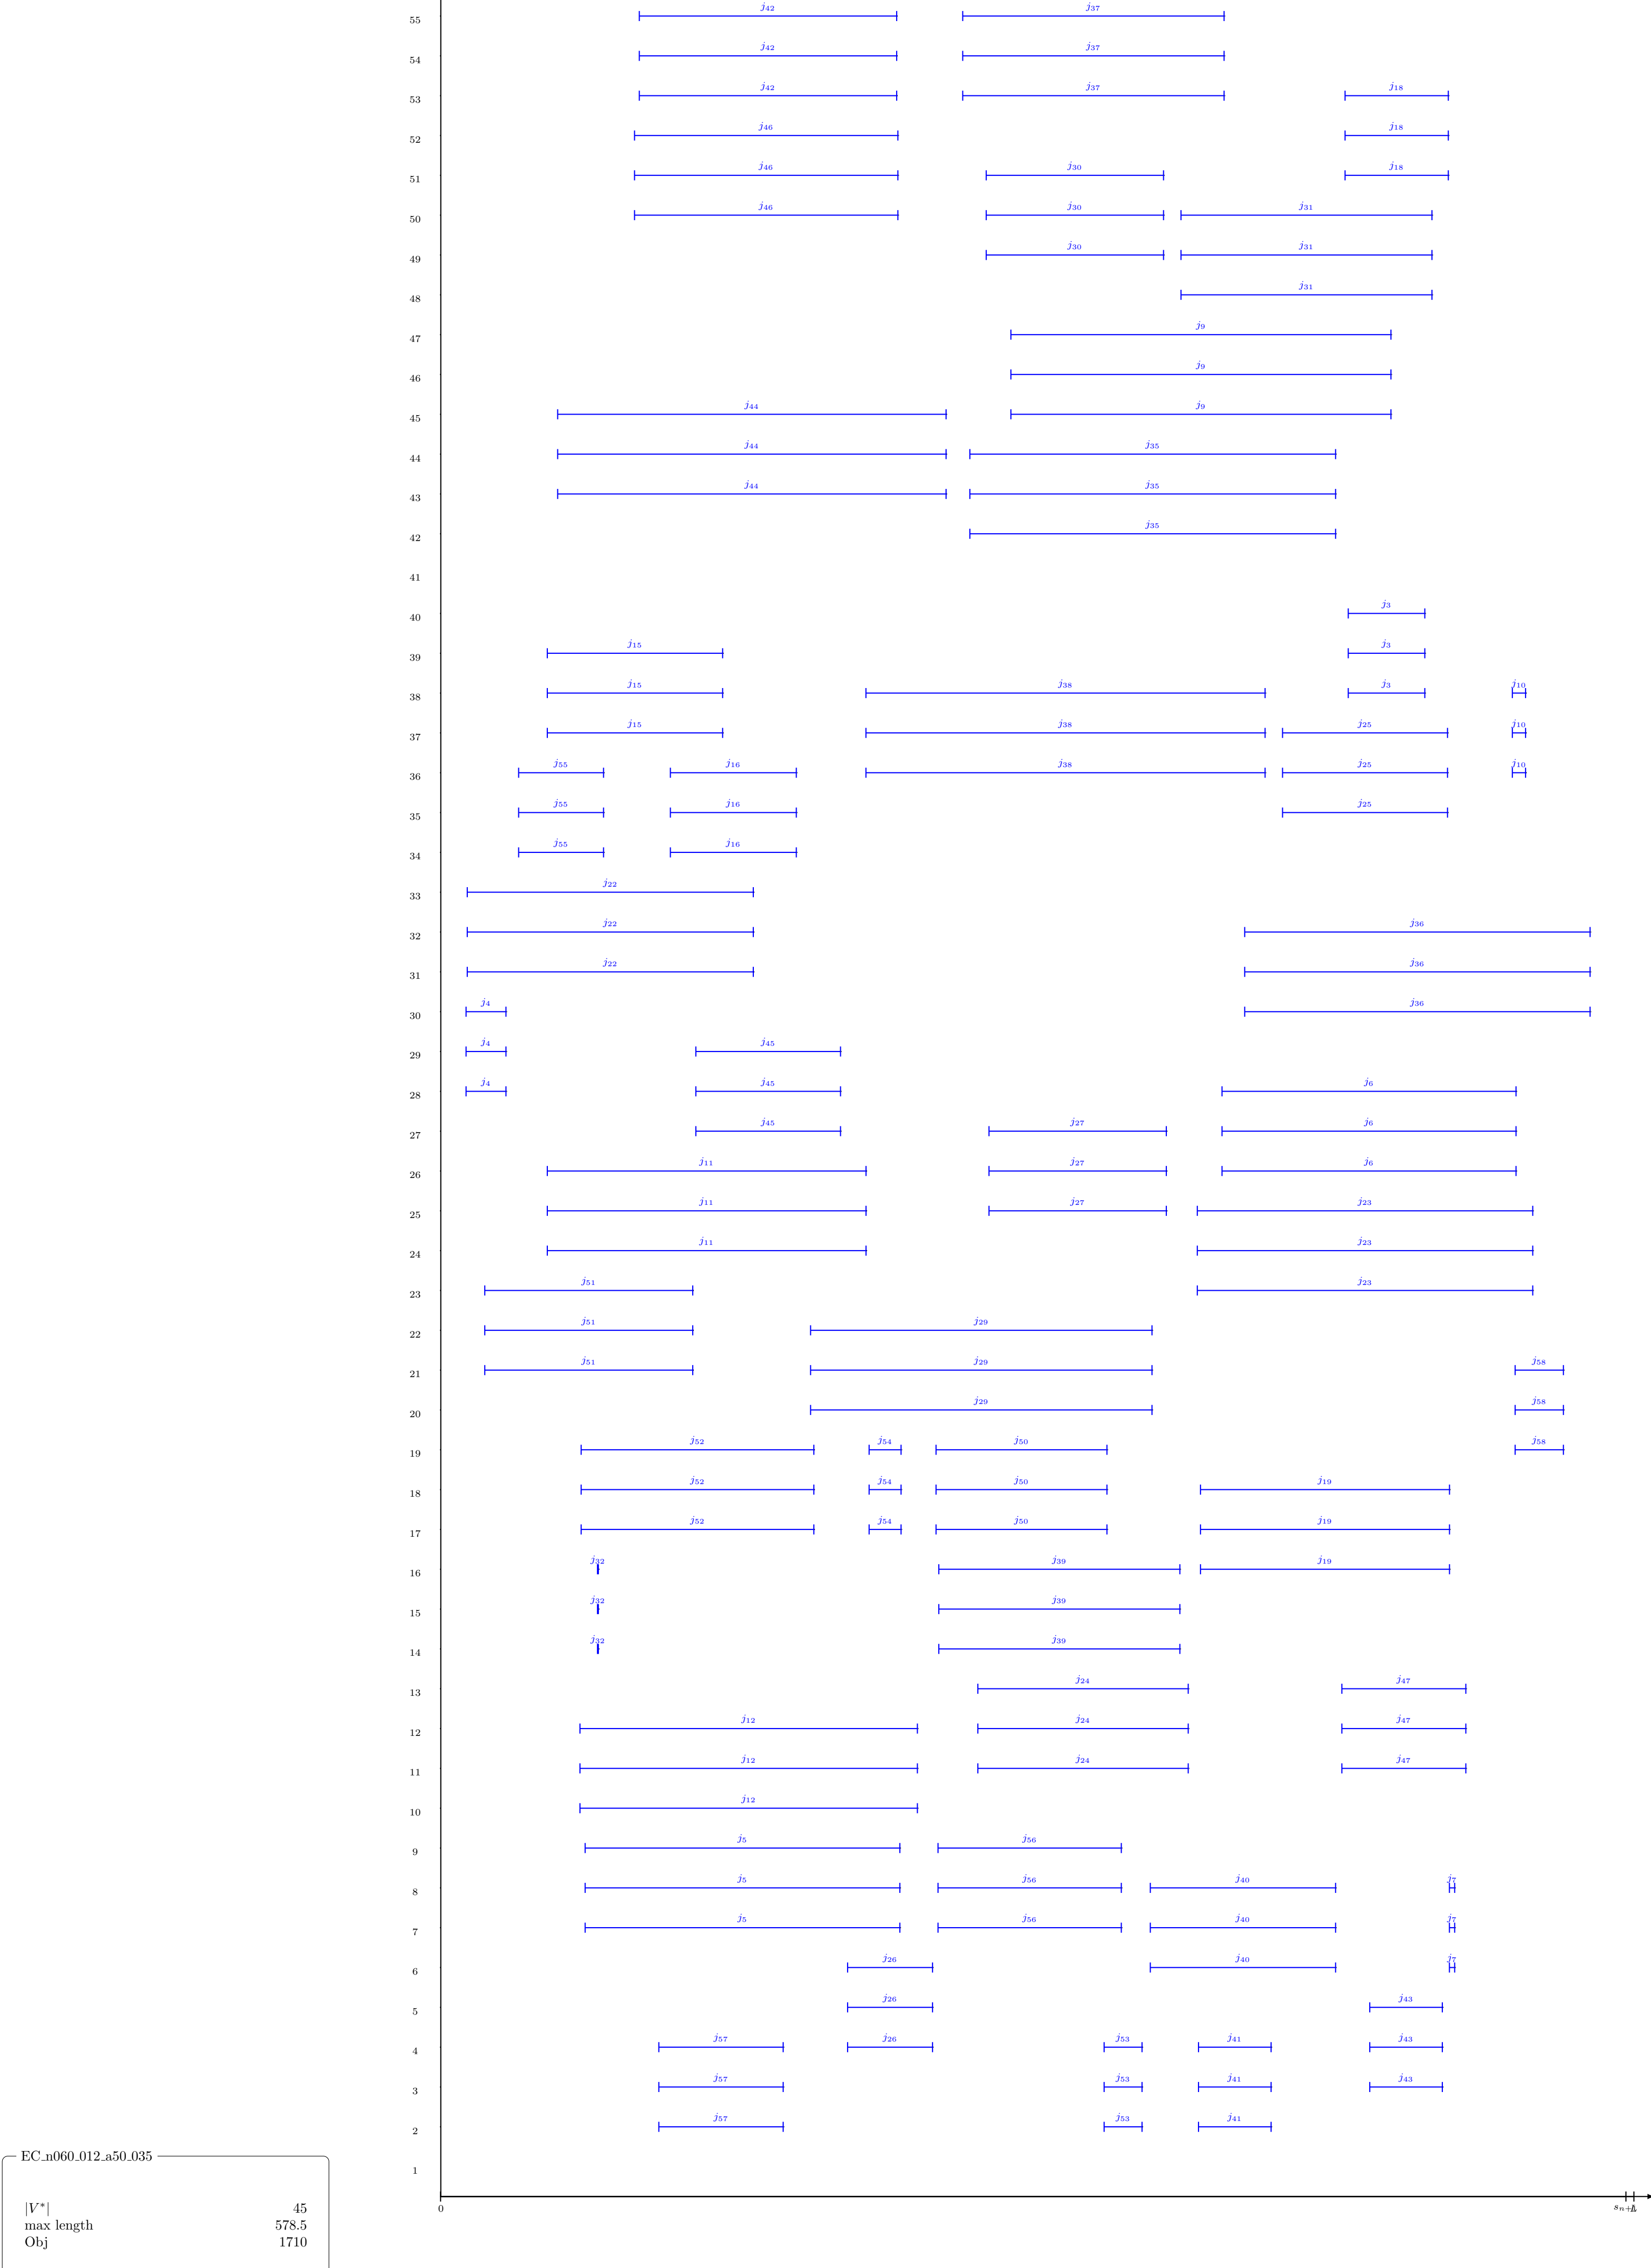 55 j42 j37
54 j42 j37
53 j42 j37 j18
52 j46 j18
51 j46 j30 j18
50 j46 j30 j31
49 j30 j31
48 j31
47 j9
46 j9
45 j44 j9
44 j44 j35
43 j44 j35
42 j35
41
40 j3
39 j15 j3
38 j15 j38 j3 j10
37 j15 j38 j25 j10
36 j55 j16 j38 j25 j10
35 j55 j16 j25
34 j55 j16
33 j22
32 j22 j36
31 j22 j36
30 j4 j36
29 j4 j45
28 j4 j45 j6
27 j45 j27 j6
26 j11 j27 j6
25 j11 j27 j23
24 j11 j23
23 j51 j23
22 j51 j29
21 j51 j29 j58
20 j29 j58
19 j52 j54 j50 j58
18 j52 j54 j50 j19
17 j52 j54 j50 j19
16 j32 j39 j19
15 j32 j39
14 j32 j39
13 j24 j47
12 j12 j24 j47
11 j12 j24 j47
10 j12
9 j5 j56
8 j5 j56 j40 j7
7 j5 j56 j40 j7
6 j26 j40 j7
5 j26 j43
4 j57 j26 j53 j41 j43
3 j57 j53 j41 j43
2 j57 j53 j41
1
0
EC_n060_012_a50_035
|V*| 45
max length 578.5
Obj 1710